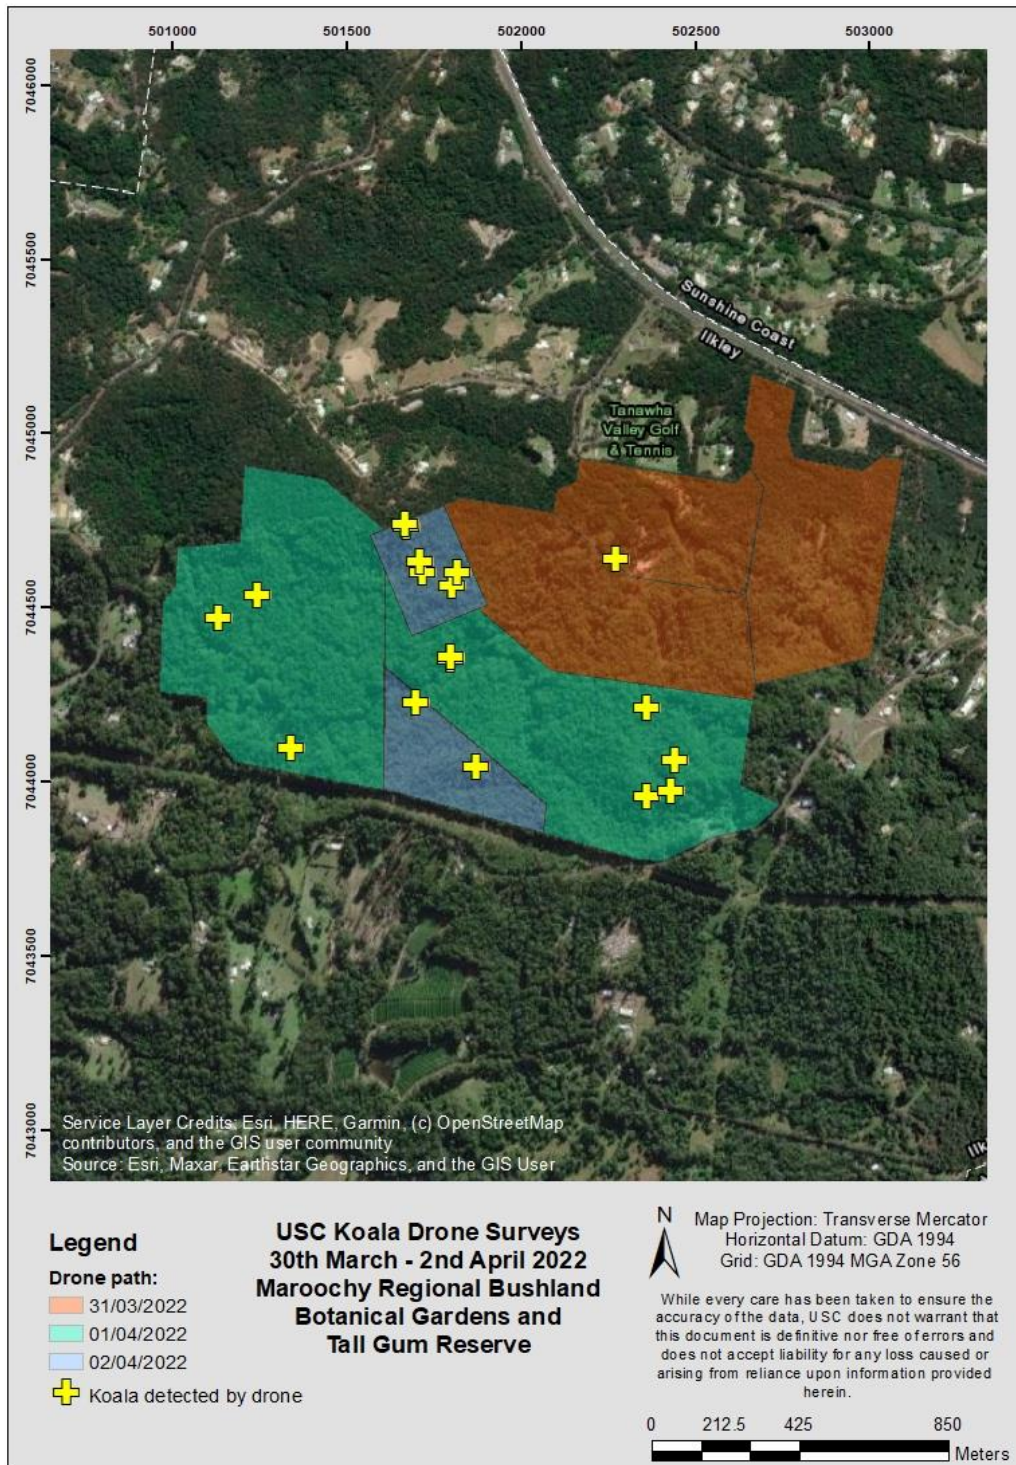 501000 501500 502000 502500 503000
7046000
7045500
7045000
7044500
7044000
7043500
7043000
Sunshine Coast
Ilkley
Tanawha
Valley Golf
& Tennis
Ilk
Service Layer Credits: Esri, HERE, Garmin, (c) OpenStreetMap
contributors, and the GIS user community
Source: Esri, Maxar, Earthstar Geographics, and the GIS User
Legend
Drone path:
31/03/2022
01/04/2022
02/04/2022
Koala detected by drone
USC Koala Drone Surveys
30th March - 2nd April 2022
Maroochy Regional Bushland
Botanical Gardens and
Tall Gum Reserve
N
Map Projection: Transverse Mercator
Horizontal Datum: GDA 1994
Grid: GDA 1994 MGA Zone 56
While every care has been taken to ensure the
accuracy of the data, USC does not warrant that
this document is definitive nor free of errors and
does not accept liability for any loss caused or
arising from reliance upon information provided
herein.
0 212.5 425 850
Meters